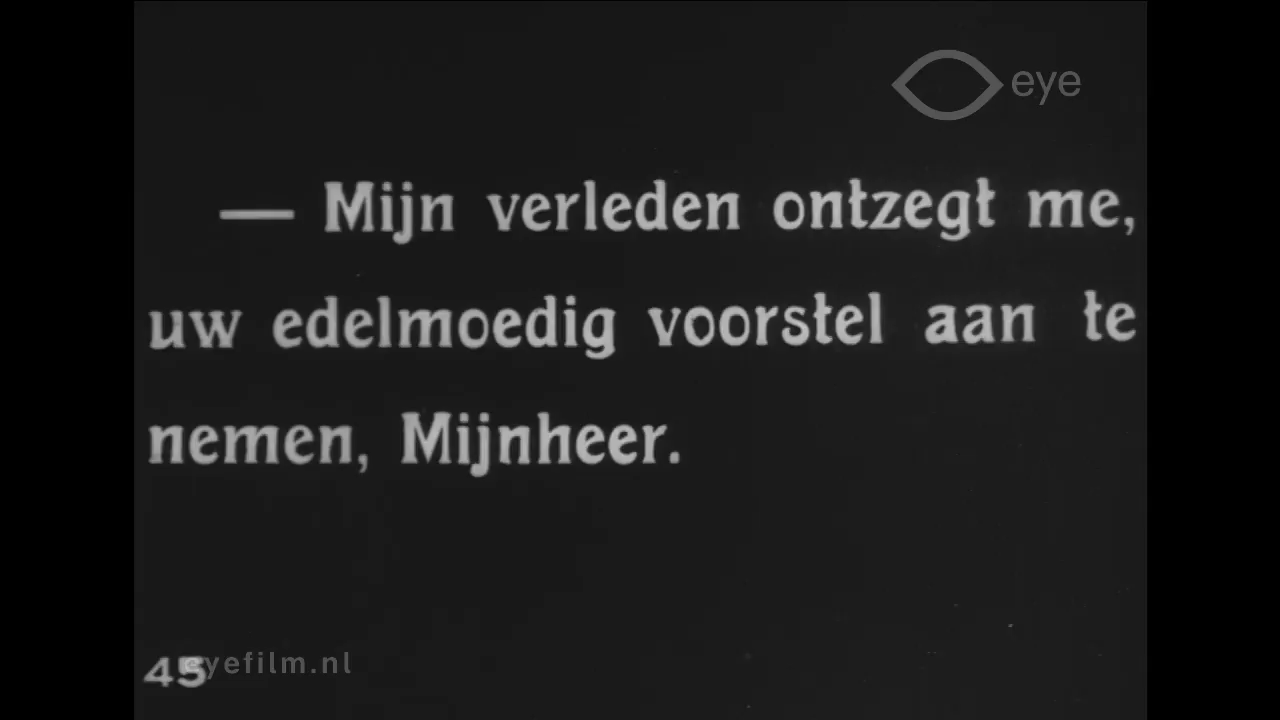 eye
— Mijn verleden ontzegt me,
uw edelmoedig voorstel aan te
nemen, Mijnheer.
45
eyefilm.nl